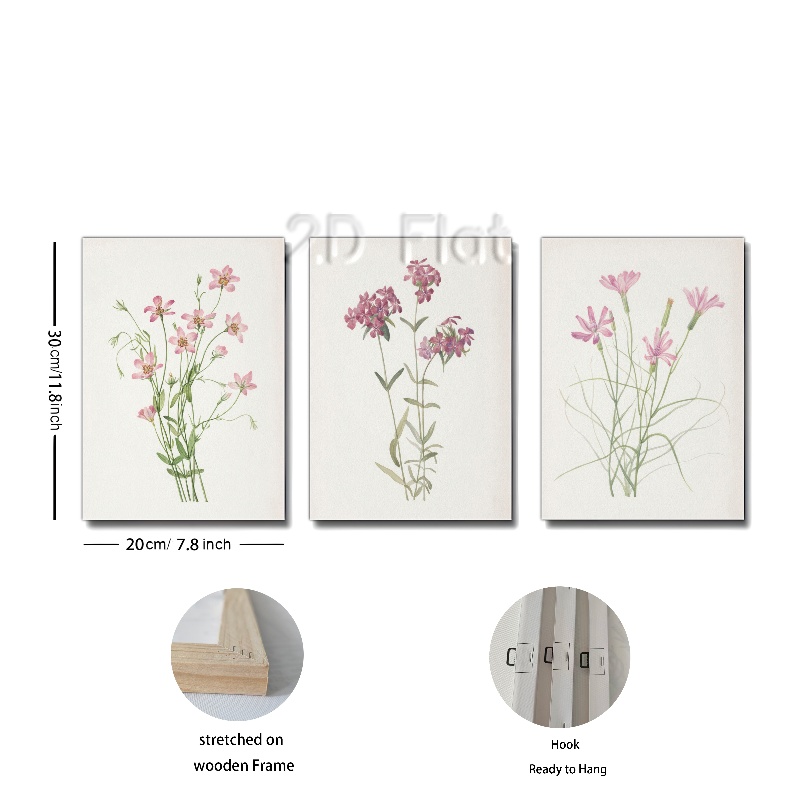 2D Flat
30cm/11.8inch
20cm/ 7.8 inch
stretched on
wooden Frame
Hook
Ready to Hang